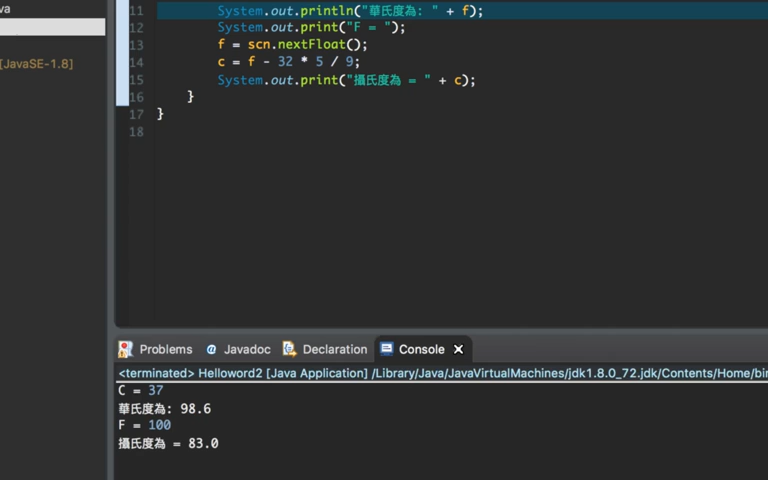 va
[JavaSE-1.8]
11 System.out.println("華氏度為: " + f);
12 System.out.print("F = ");
13 f = scn.nextFloat();
14 c = f - 32 * 5 / 9;
15 System.out.print("攝氏度為 = " + c);
16 }
17 }
18
Problems @ Javadoc Declaration Console
<terminated> Helloword2 [Java Application] /Library/Java/JavaVirtualMachines/jdk1.8.0_72.jdk/Contents/Home/bin
C = 37
華氏度為: 98.6
F = 100
攝氏度為 = 83.0